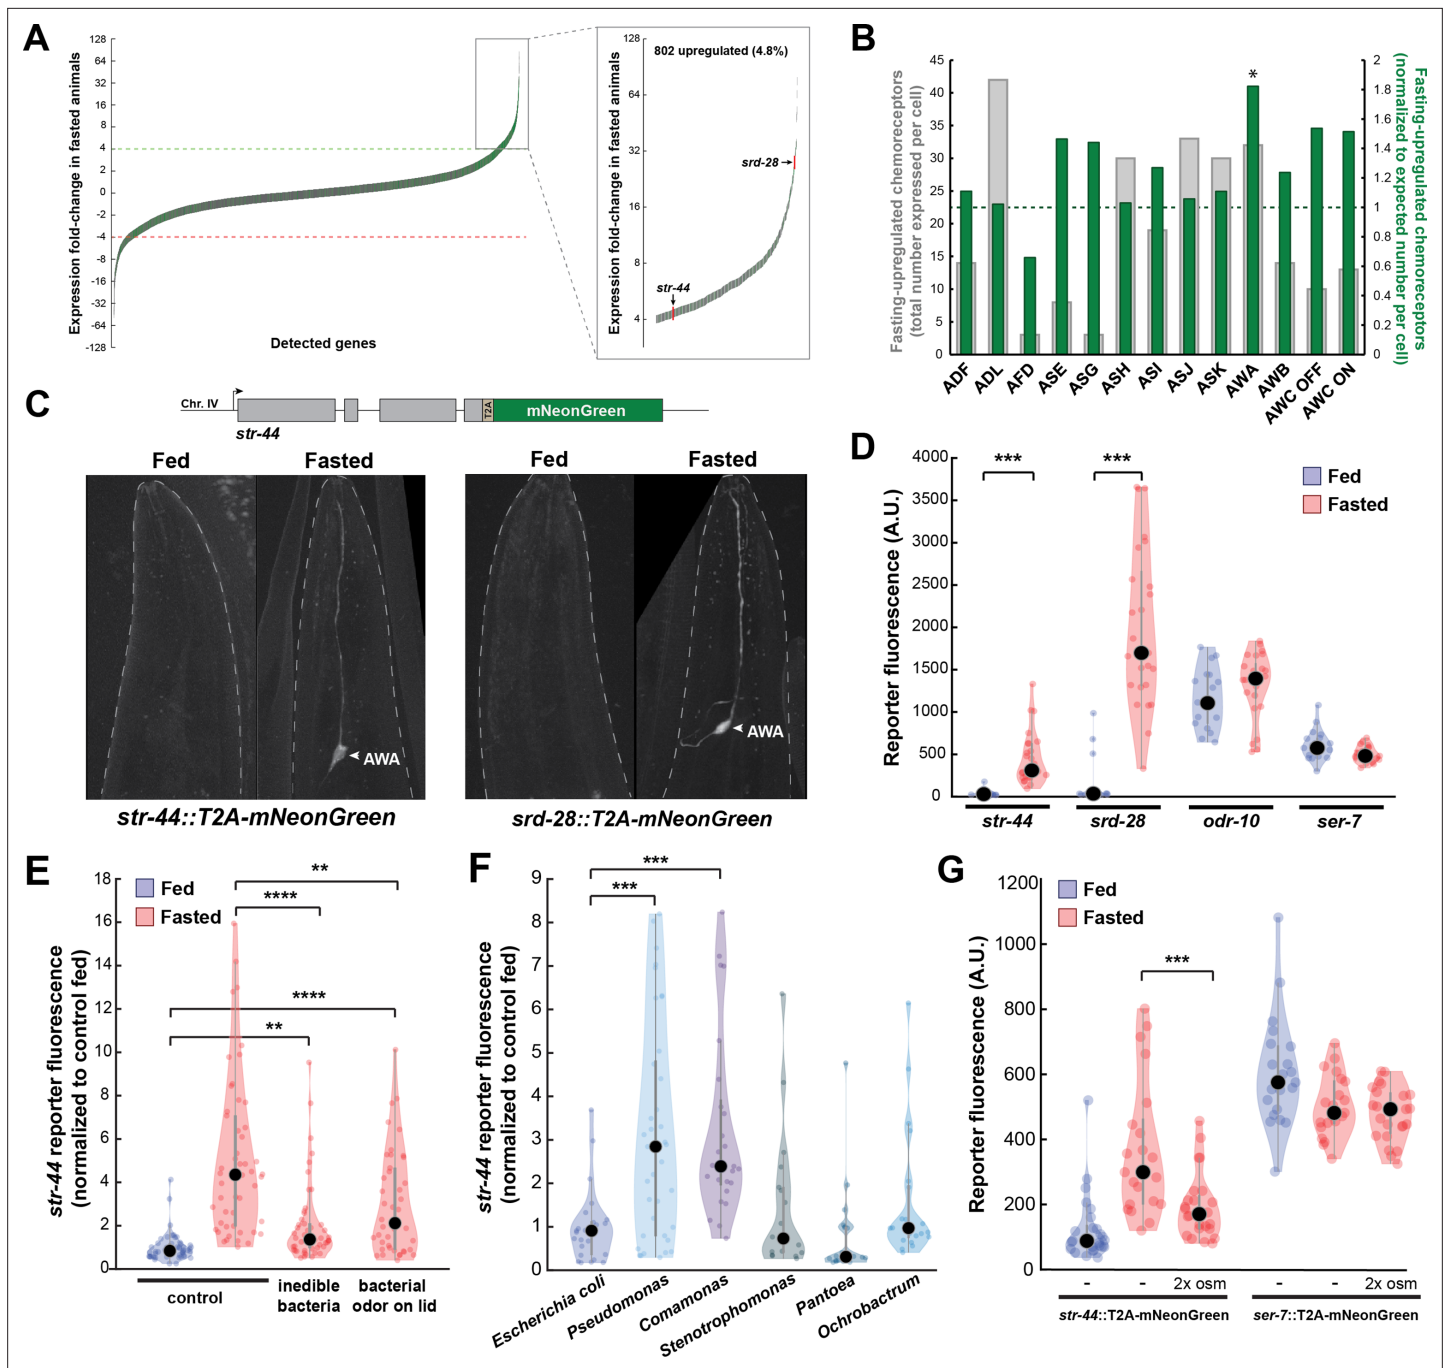 A
Expression fold-change in fasted animals
128
64
32
16
8
4
2
0
-2
-4
-8
-16
-32
-64
-128
Detected genes
802 upregulated (4.8%)
Expression fold-change in fasted animals
128
64
32
16
8
4
srd-28
str-44
B
Fasting-upregulated chemoreceptors
(total number expressed per cell)
45
40
35
30
25
20
15
10
5
0
*
2
1.8
1.6
1.4
1.2
1
0.8
0.6
0.4
0.2
0
Fasting-upregulated chemoreceptors
(normalized to expected number per cell)
ADF
ADL
AFD
ASE
ASG
ASH
ASI
ASJ
ASK
AWA
AWB
AWC OFF
AWC ON
C
Chr. IV
T2A
mNeonGreen
str-44
Fed
Fasted
Fed
Fasted
AWA
AWA
str-44::T2A-mNeonGreen
srd-28::T2A-mNeonGreen
D
Reporter fluorescence (A.U.)
4000
3500
3000
2500
2000
1500
1000
500
0
***
***
Fed
Fasted
str-44
srd-28
odr-10
ser-7
E
str-44 reporter fluorescence
(normalized to control fed)
18
16
14
12
10
8
6
4
2
0
Fed
Fasted
**
****
****
**
control
inedible
bacteria
bacterial
odor on lid
F
str-44 reporter fluorescence
(normalized to control fed)
9
8
7
6
5
4
3
2
1
0
***
***
Escherichia coli
Pseudomonas
Comamonas
Stenotrophomonas
Pantoea
Ochrobactrum
G
Reporter fluorescence (A.U.)
1200
1000
800
600
400
200
0
Fed
Fasted
***
-
-
2x osm
-
-
2x osm
str-44::T2A-mNeonGreen
ser-7::T2A-mNeonGreen